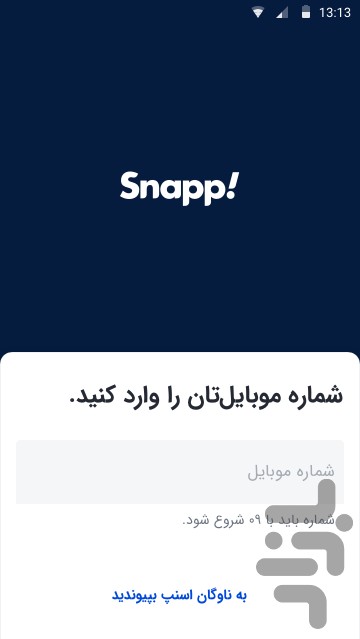 13:13
Snapp!
شماره موبایل‌تان را وارد کنید.
شماره موبایل
شماره باید با ۰۹ شروع شود.
به ناوگان اسنپ بپیوندید
بازار